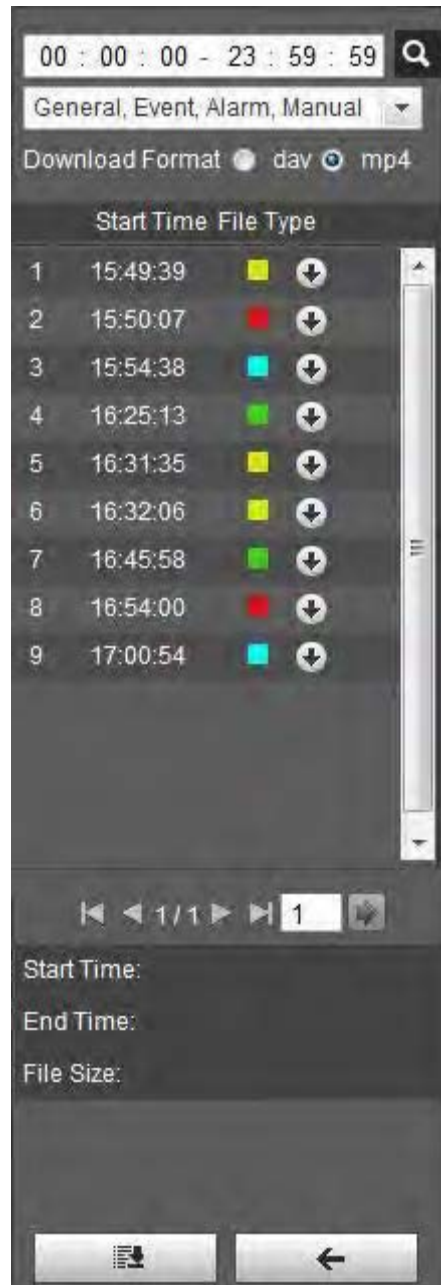 00 : 00 : 00 - 23 : 59 : 59
General, Event, Alarm, Manual
Download Format dav mp4
Start Time File Type
1 15:49:39
2 15:50:07
3 15:54:38
4 16:25:13
5 16:31:35
6 16:32:06
7 16:45:58
8 16:54:00
9 17:00:54
1 / 1 1
Start Time:
End Time:
File Size: